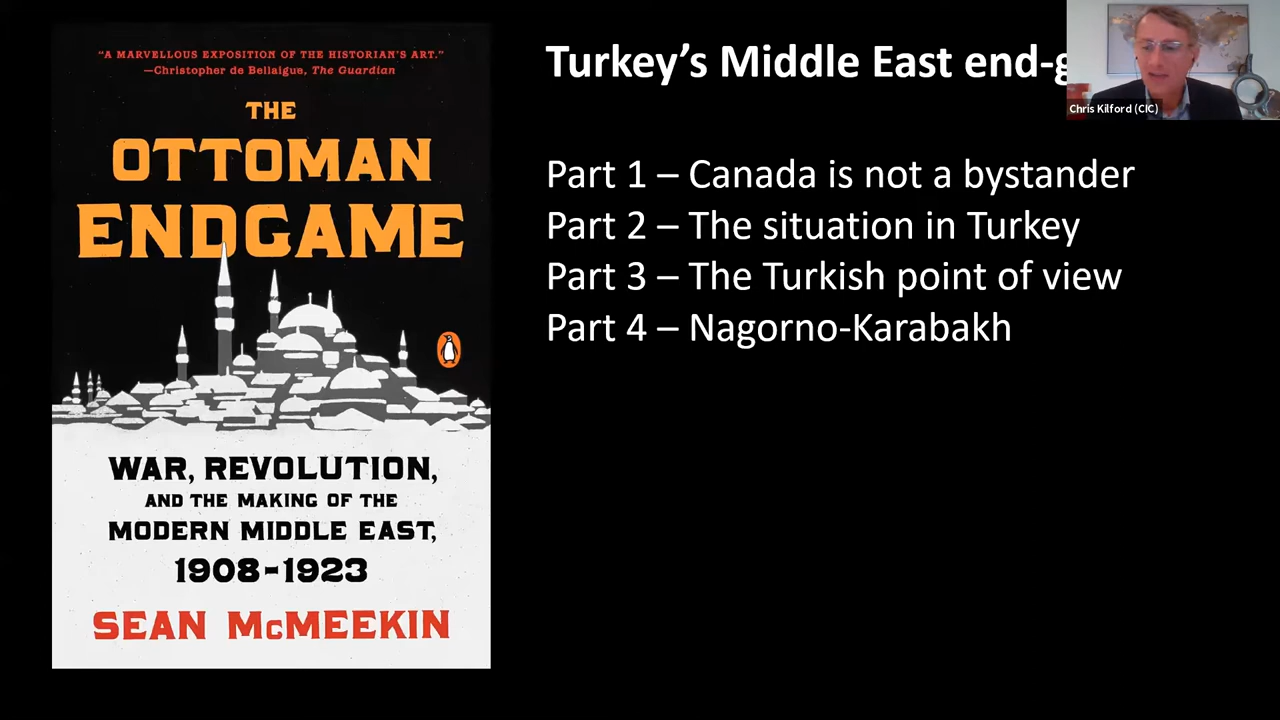 “A MARVELLOUS EXPOSITION OF THE HISTORIAN’S ART.”
—Christopher de Bellaigue, The Guardian
THE
OTTOMAN
ENDGAME
WAR, REVOLUTION,
AND THE MAKING OF THE
MODERN MIDDLE EAST,
1908-1923
SEAN McMEEKIN
Turkey’s Middle East
Part 1 – Canada is not a bystander
Part 2 – The situation in Turkey
Part 3 – The Turkish point of view
Part 4 – Nagorno-Karabakh
Chris Kilford (CIC)